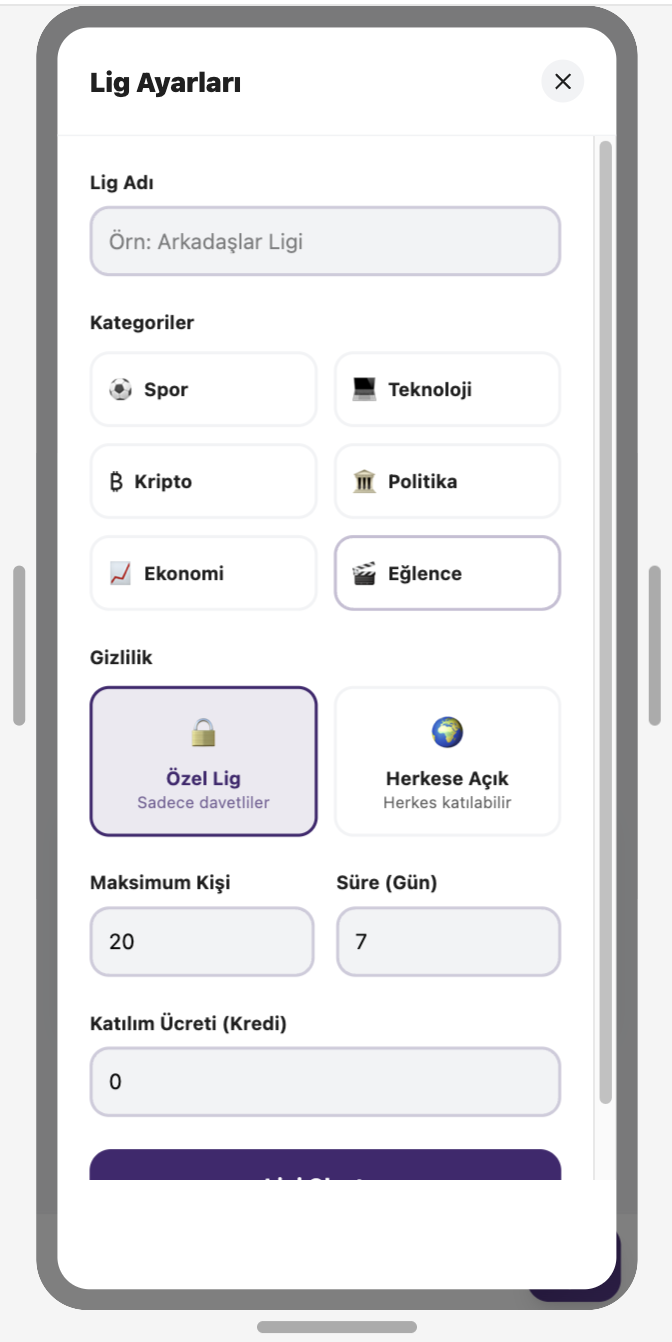 Lig Ayarları
Lig Adı
Örn: Arkadaşlar Ligi
Kategoriler
Spor
Teknoloji
₿ Kripto
Politika
Ekonomi
Eğlence
Gizlilik
Özel Lig
Sadece davetliler
Herkese Açık
Herkes katılabilir
Maksimum Kişi
Süre (Gün)
20
7
Katılım Ücreti (Kredi)
0